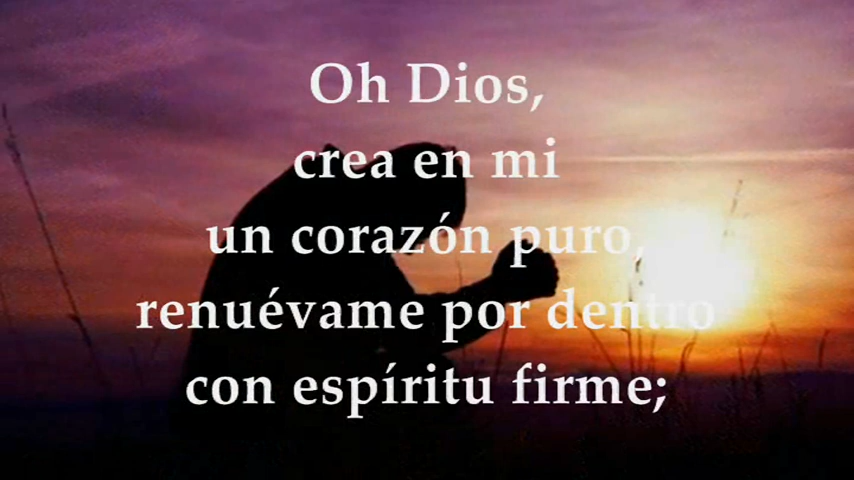 Oh Dios,
crea en mi
un corazón puro,
renuévame por dentro
con espíritu firme;